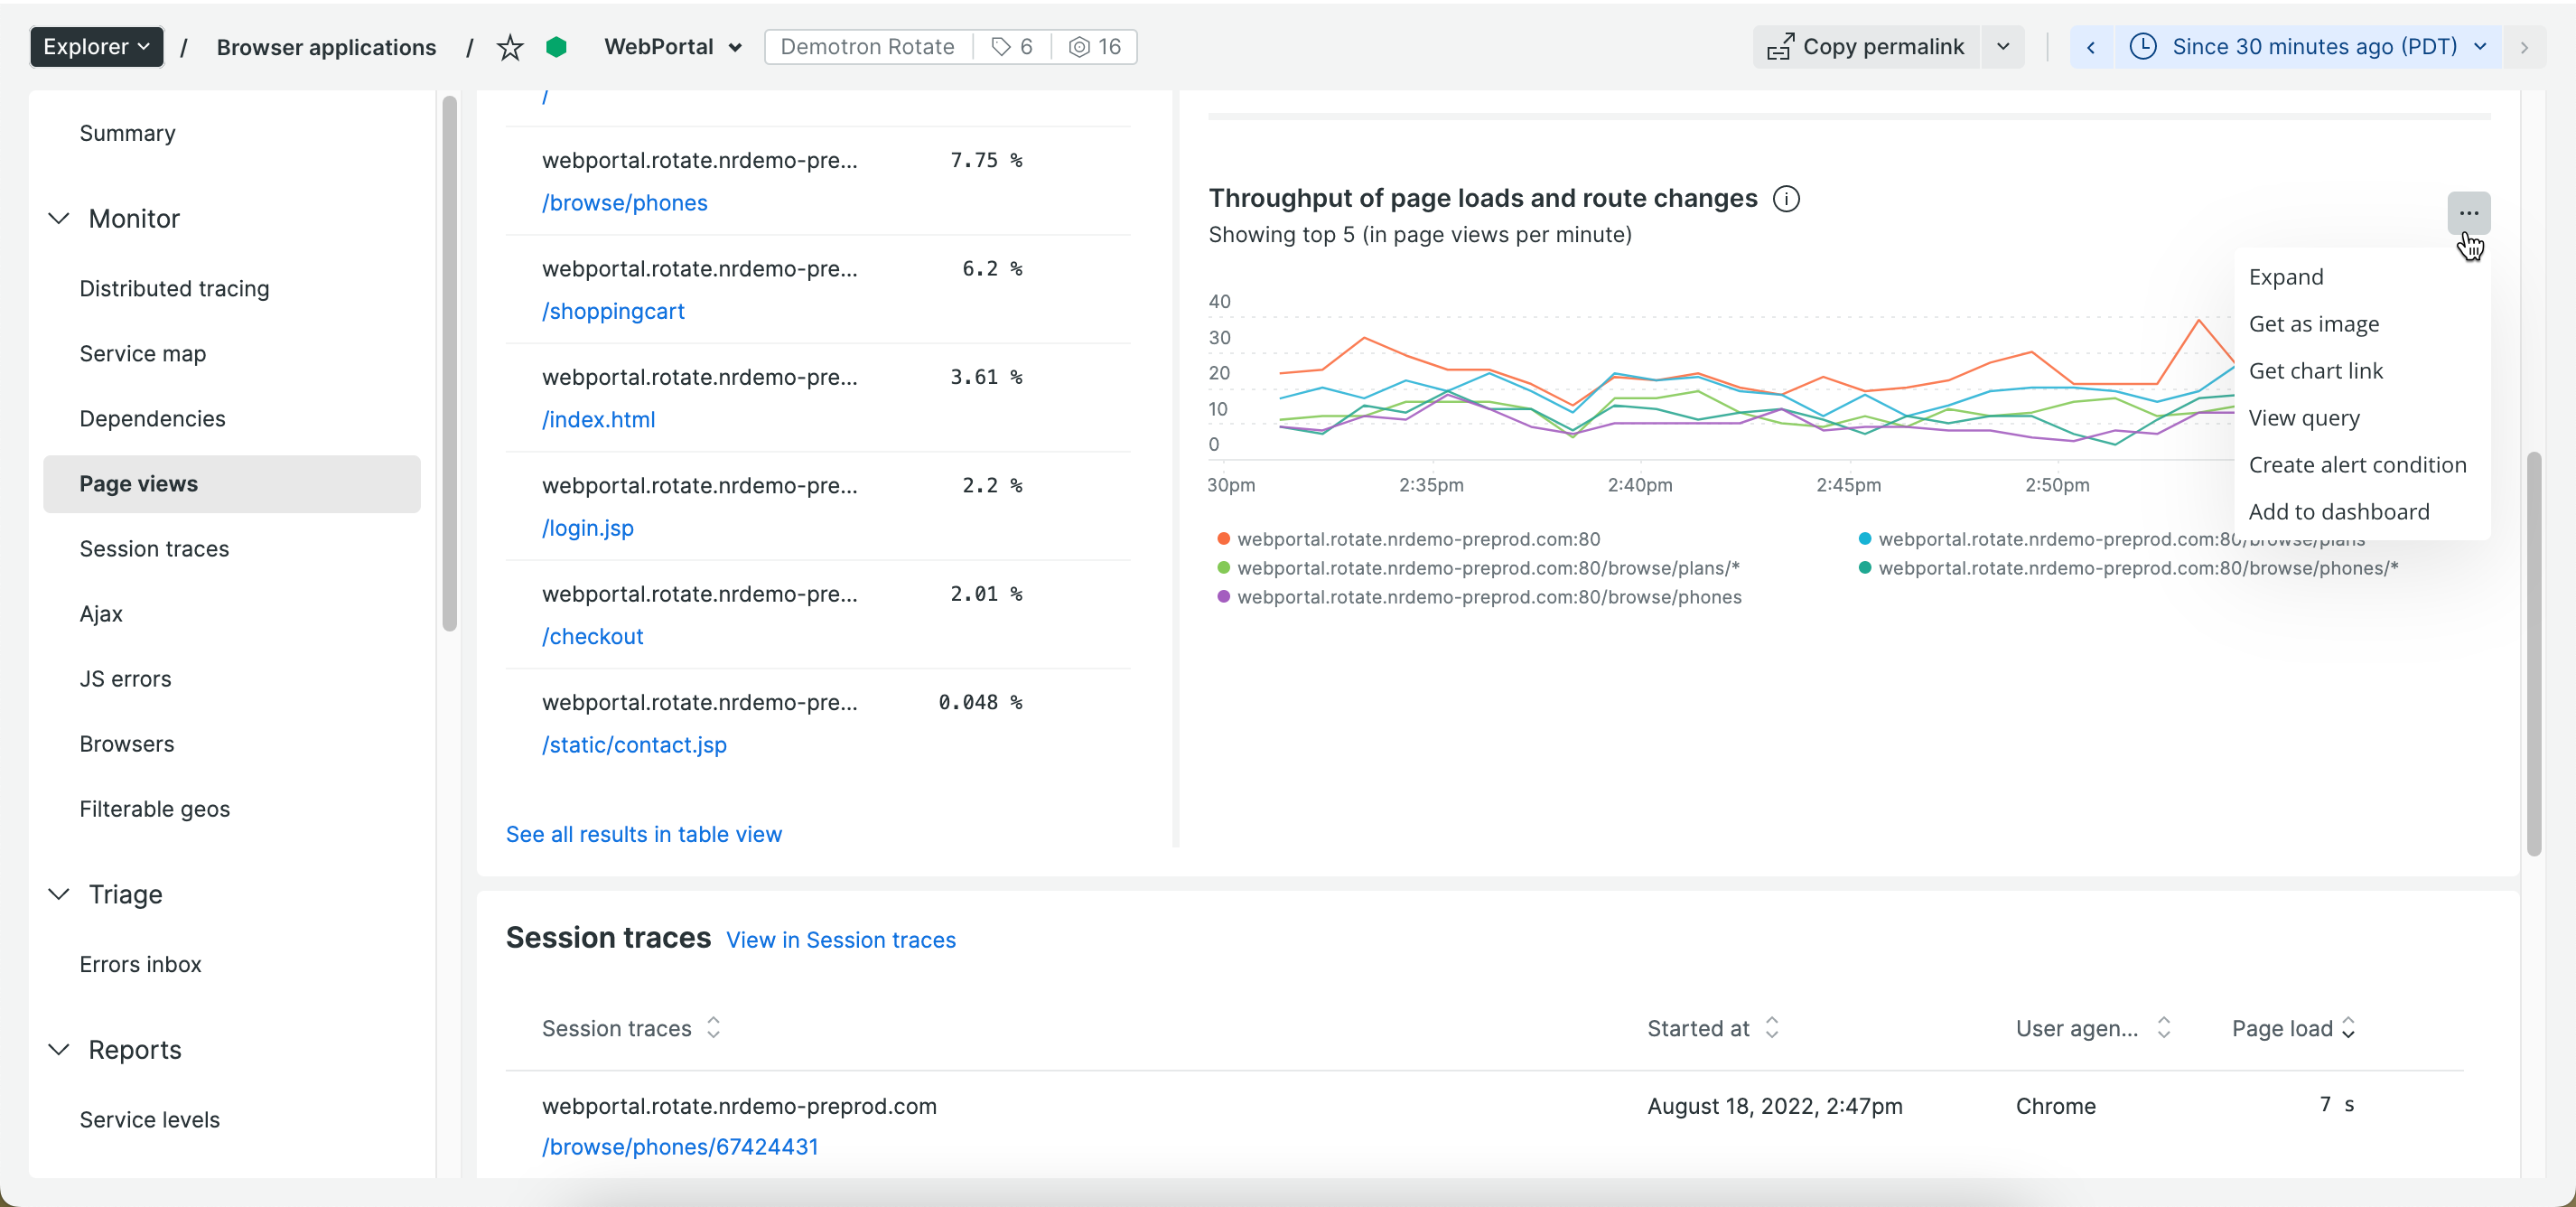 Explorer / Browser applications / WebPortal Demotron Rotate 6 16 Copy permalink Since 30 minutes ago (PDT)
Summary
Monitor
Distributed tracing
Service map
Dependencies
Page views
Session traces
Ajax
JS errors
Browsers
Filterable geos
Triage
Errors inbox
Reports
Service levels
/
webportal.rotate.nrdemo-pre... 7.75 %
/browse/phones
webportal.rotate.nrdemo-pre... 6.2 %
/shoppingcart
webportal.rotate.nrdemo-pre... 3.61 %
/index.html
webportal.rotate.nrdemo-pre... 2.2 %
/login.jsp
webportal.rotate.nrdemo-pre... 2.01 %
/checkout
webportal.rotate.nrdemo-pre... 0.048 %
/static/contact.jsp
See all results in table view
Throughput of page loads and route changes
Showing top 5 (in page views per minute)
40
30
20
10
0
30pm 2:35pm 2:40pm 2:45pm 2:50pm
Expand
Get as image
Get chart link
View query
Create alert condition
Add to dashboard
webportal.rotate.nrdemo-preprod.com:80 webportal.rotate.nrdemo-preprod.com:80/browse/plans
webportal.rotate.nrdemo-preprod.com:80/browse/plans/* webportal.rotate.nrdemo-preprod.com:80/browse/phones/*
webportal.rotate.nrdemo-preprod.com:80/browse/phones
Session traces View in Session traces
Session traces Started at User agen... Page load
webportal.rotate.nrdemo-preprod.com August 18, 2022, 2:47pm Chrome 7 s
/browse/phones/67424431